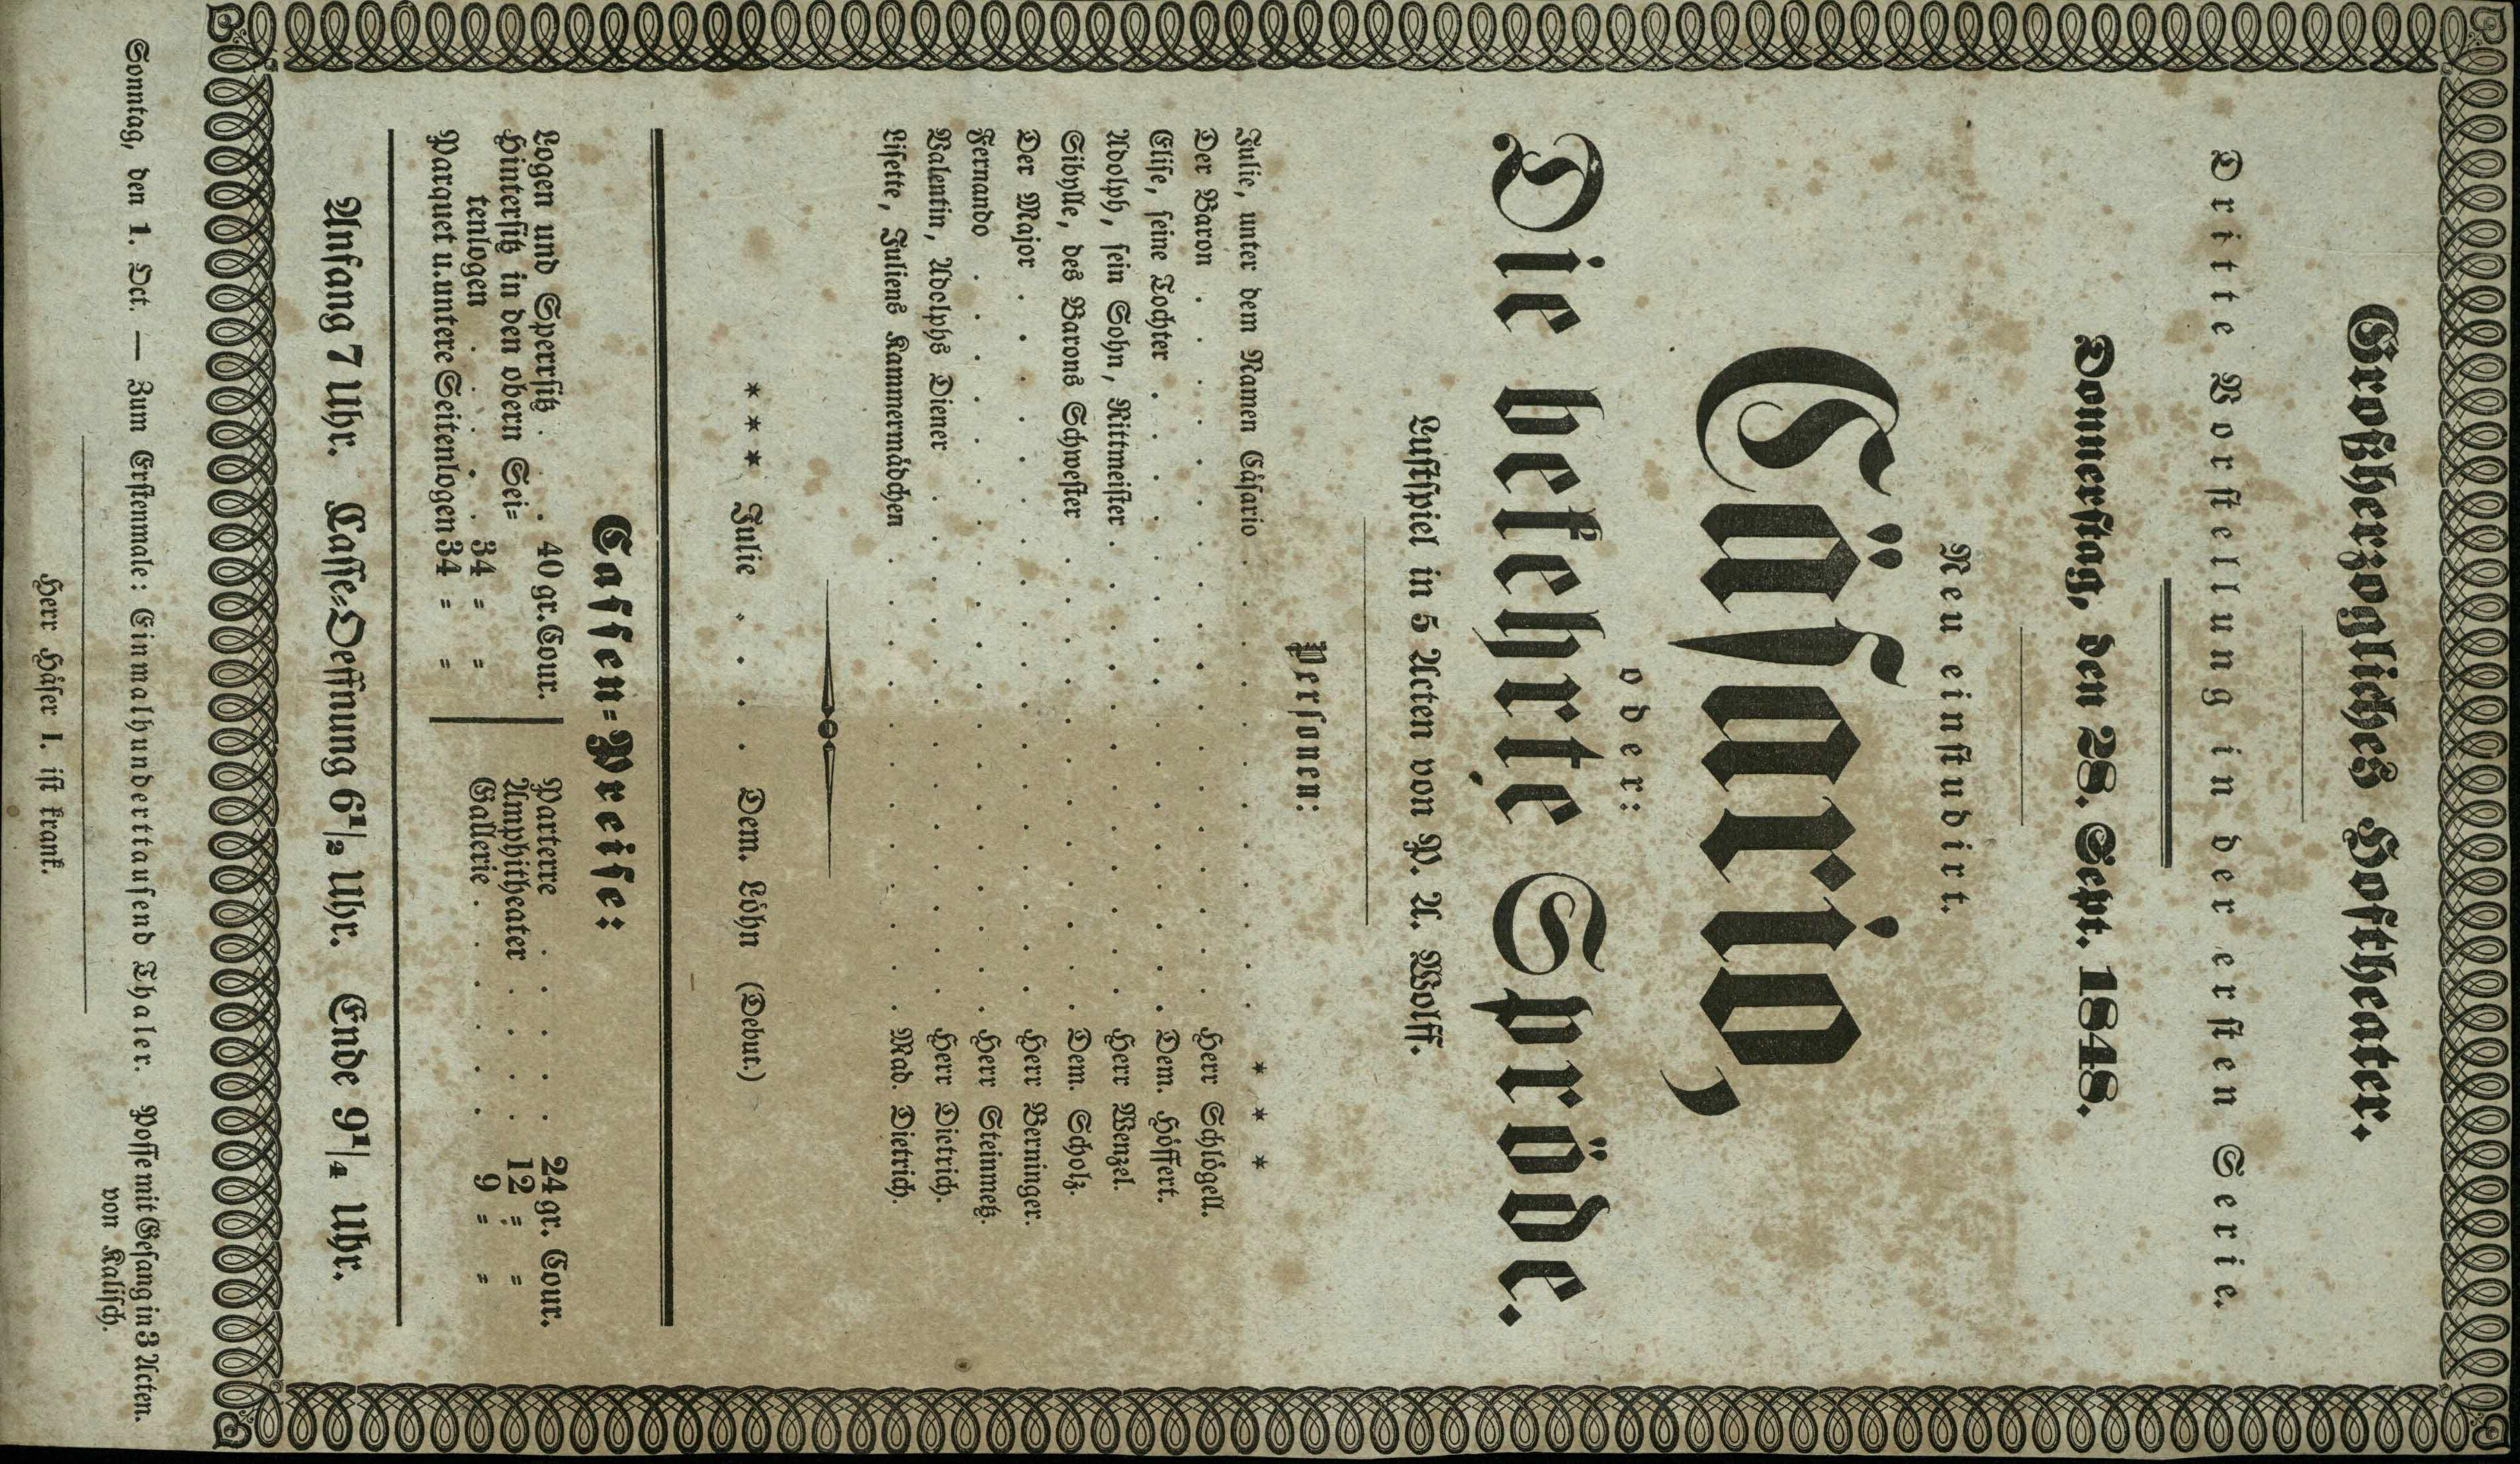 Großherzogliches Hoftheater.
Dritte Vorstellung in der ersten Serie.
Donnerstag, den 28. Sept. 1848.
Neu einstudirt.
Cäsario,
oder:
Die bekehrte Spröde.
Lustspiel in 5 Acten von P. A. Wolff.
Personen:
Julie, unter dem Namen Cäsario . . . . . . . . * * *
Der Baron . . . . . . . . Herr Schlögell.
Elise, seine Tochter . . . . . . . . Dem. Höffert.
Adolph, sein Sohn, Rittmeister . . . . . . . . Herr Wenzel.
Sibylle, des Barons Schwester . . . . . . . . Dem. Scholz.
Der Major . . . . . . . . Herr Berninger.
Fernando . . . . . . . . Herr Steinmetz.
Valentin, Adolphs Diener . . . . . . . . Herr Dietrich.
Lisette, Juliens Kammermädchen . . . . . . . . Mad. Dietrich.
* * * Julie . . . . Dem. Löhn (Debut.)
Cassen-Preise:
Logen und Sperrsitz . . . 40 gr. Cour.
Hintersitz in den obern Sei-
tenlogen . . . . . 34 = =
Parquet u. untere Seitenlogen 34 = =
Parterre . . . . . 24 gr. Cour.
Amphitheater . . . . 12 = =
Gallerie . . . . . . 9 = =
Anfang 7 Uhr. Casse-Oeffnung 6½ Uhr. Ende 9¼ Uhr.
Sonntag, den 1. Oct. — Zum Erstenmale: Einmalhunderttausend Thaler. Posse mit Gesang in 3 Acten.
von Kalisch.
Herr Häser I. ist krank.